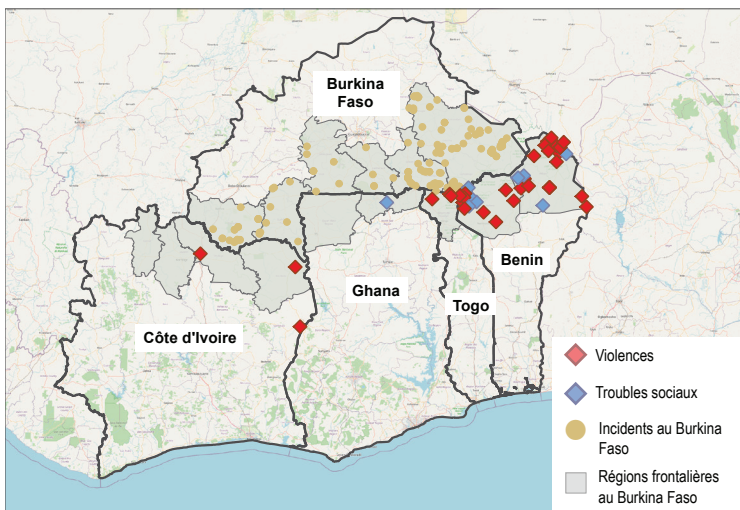 Burkina
Faso
Benin
Ghana
Togo
Côte d'Ivoire
Violences
Troubles sociaux
Incidents au Burkina
Faso
Régions frontalières
au Burkina Faso